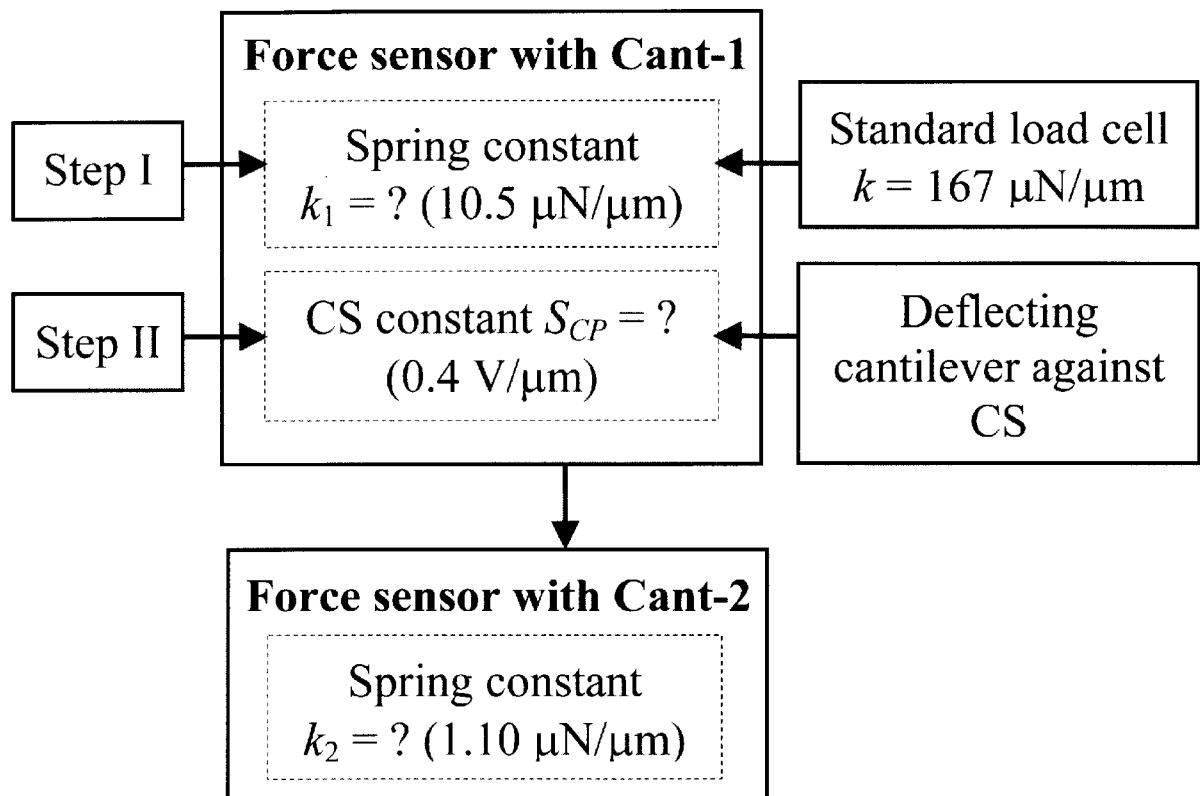 Force sensor with Cant-1
Step I
Spring constant
k₁ = ? (10.5 μN/μm)
Standard load cell
k = 167 μN/μm
Step II
CS constant S_CP = ?
(0.4 V/μm)
Deflecting
cantilever against
CS
Force sensor with Cant-2
Spring constant
k₂ = ? (1.10 μN/μm)